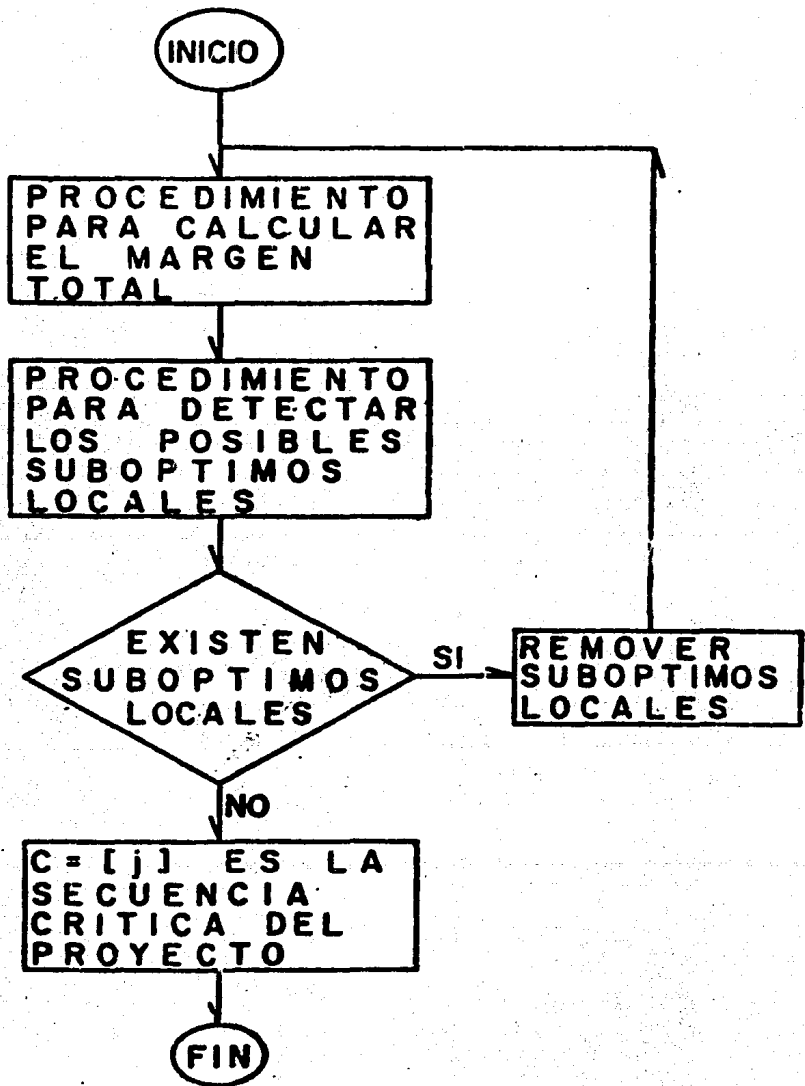 INICIO
PROCEDIMIENTO
PARA CALCULAR
EL MARGEN
TOTAL
PROCEDIMIENTO
PARA DETECTAR
LOS POSIBLES
SUBOPTIMOS
LOCALES
EXISTEN
SUBOPTIMOS
LOCALES
SI
REMOVER
SUBOPTIMOS
LOCALES
NO
C = [j] ES LA
SECUENCIA
CRITICA DEL
PROYECTO
FIN